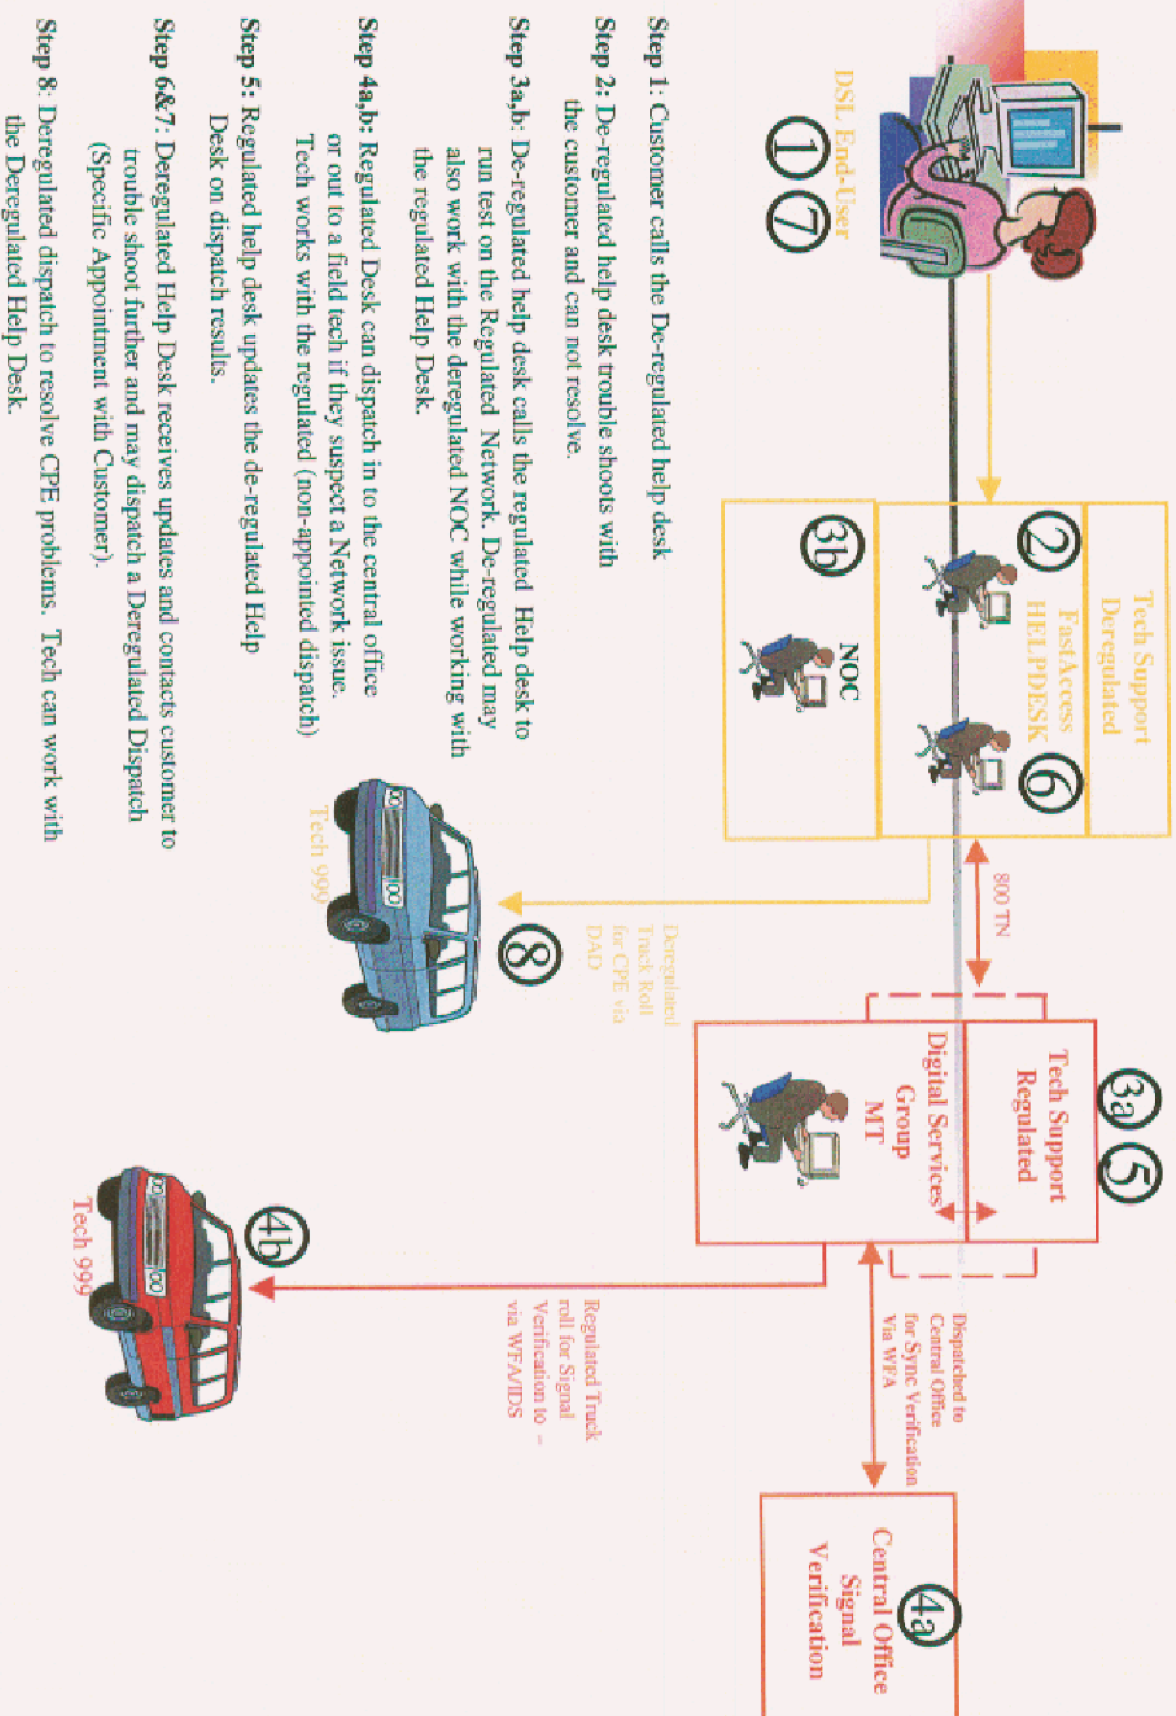 Tech Support
Deregulated
FastAccess
HELPDESK
2
6
NOC
3b
DSL End-User
1
7
800 TN
3a
5
Tech Support
Regulated
Digital Services
Group
MT
Dispatched to
Central Office
for Sync Verification
Via WFA
4a
Central Office
Signal
Verification
Deregulated
Truck Roll
for CPE via
DAD
8
Tech 999
Regulated Truck
roll for Signal
Verification to –
via WFA/IDS
4b
Tech 999
Step 1: Customer calls the De-regulated help desk
Step 2: De-regulated help desk trouble shoots with
the customer and can not resolve.
Step 3a,b: De-regulated help desk calls the regulated Help desk to
run test on the Regulated Network. De-regulated may
also work with the deregulated NOC while working with
the regulated Help Desk.
Step 4a,b: Regulated Desk can dispatch in to the central office
or out to a field tech if they suspect a Network issue.
Tech works with the regulated (non-appointed dispatch)
Step 5: Regulated help desk updates the de-regulated Help
Desk on dispatch results.
Step 6&7: Deregulated Help Desk receives updates and contacts customer to
trouble shoot further and may dispatch a Deregulated Dispatch
(Specific Appointment with Customer).
Step 8: Deregulated dispatch to resolve CPE problems. Tech can work with
the Deregulated Help Desk.